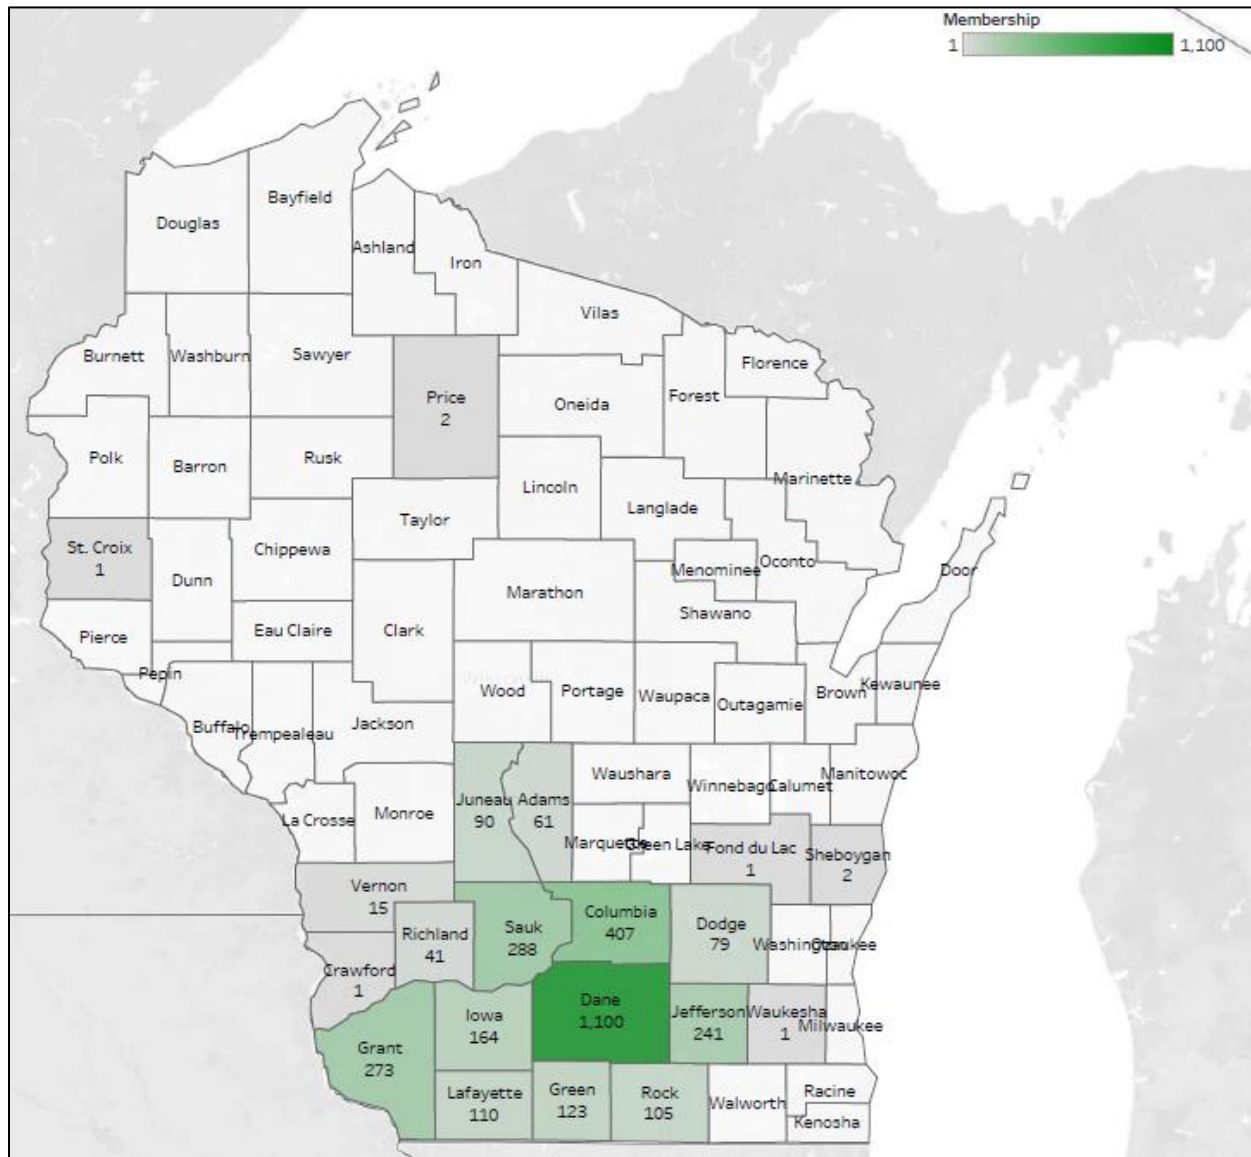 Membership
1
1,100
Bayfield
Douglas
Ashland
Iron
Vilas
Burnett
Washburn
Sawyer
Florence
Price
2
Oneida
Forest
Polk
Barron
Rusk
Marinette
Lincoln
Langlade
Taylor
St. Croix
1
Chippewa
Dunn
Menominee
Oconto
Door
Marathon
Shawano
Eau Claire
Clark
Pierce
Pepin
Wood
Portage
Waupaca
Outagamie
Brown
Kewaunee
Buffalo
Trempealeau
Jackson
Waushara
Winnebago
Calumet
Manitowoc
Juneau
90
Adams
61
La Crosse
Monroe
Marquette
Green Lake
Fond du Lac
1
Sheboygan
2
Vernon
15
Richland
41
Sauk
288
Columbia
407
Dodge
79
Washington
Ozaukee
Crawford
1
Iowa
164
Dane
1,100
Jefferson
241
Waukesha
1
Milwaukee
Grant
273
Lafayette
110
Green
123
Rock
105
Walworth
Racine
Kenosha